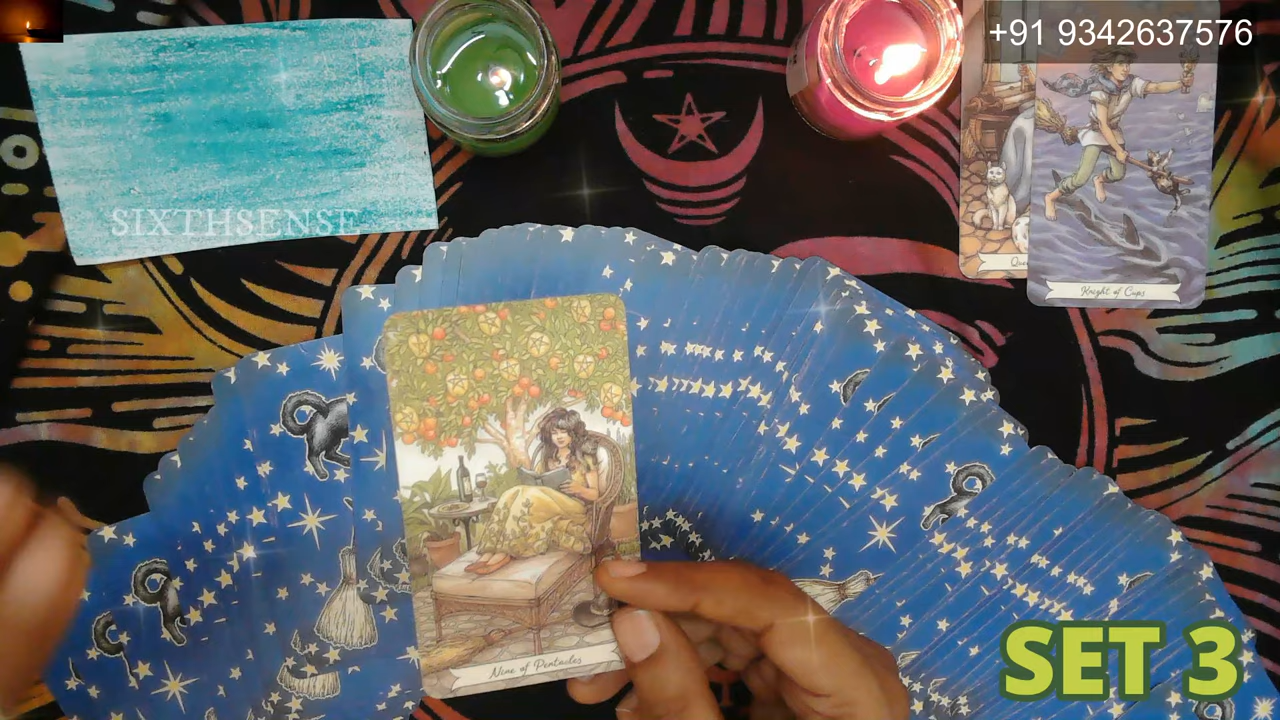 +91 9342637576
SIXTHSENSE
Knight of Cups
Nine of Pentacles
SET 3